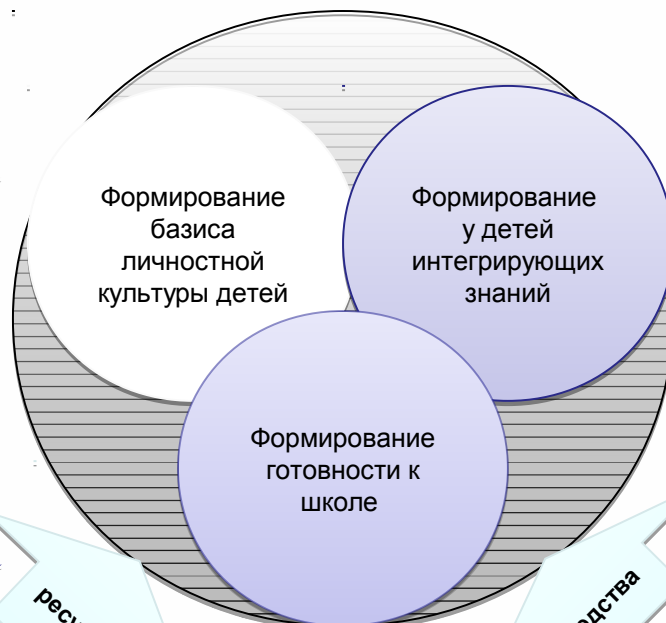 Формирование
базиса
личностной
культуры детей
Формирование
у детей
интегрирующих
знаний
Формирование
готовности к
школе